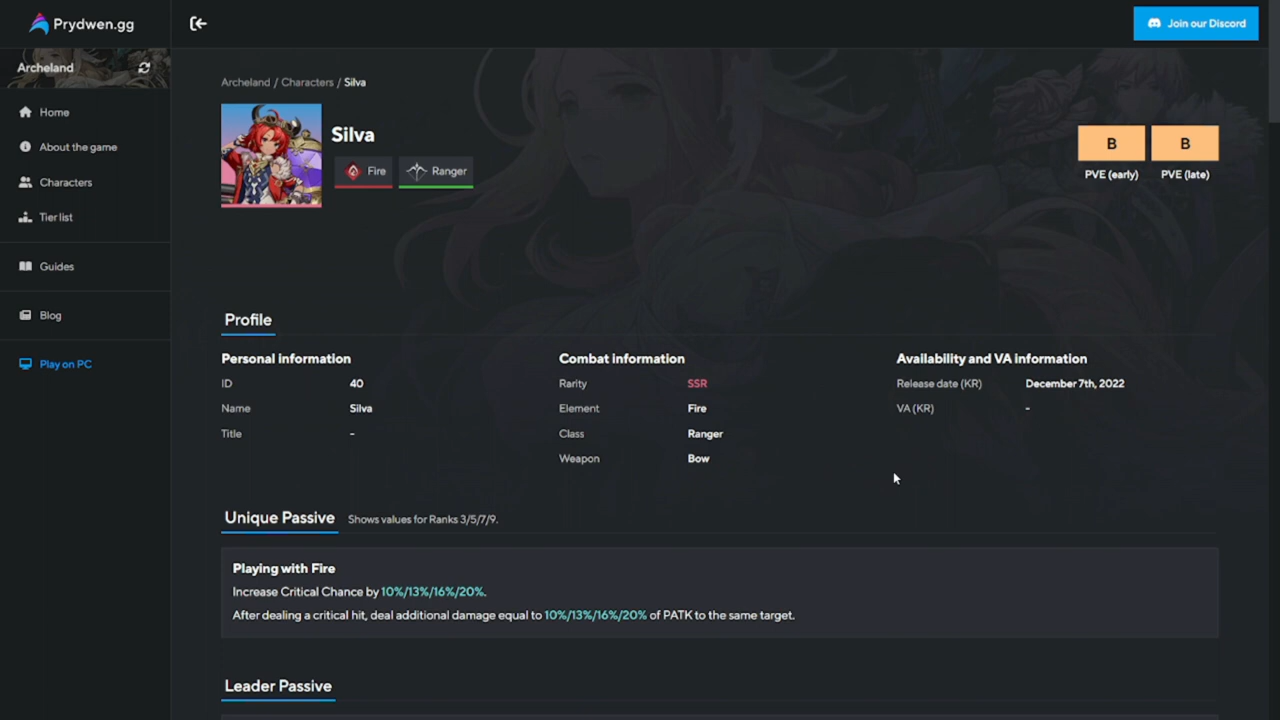 Prydwen.gg
Join our Discord
Archeland
Home
About the game
Characters
Tier list
Guides
Blog
Play on PC
Archeland / Characters / Silva
Silva
Fire
Ranger
B
B
PVE (early)
PVE (late)
Profile
Personal information
ID 40
Name Silva
Title -
Combat information
Rarity SSR
Element Fire
Class Ranger
Weapon Bow
Availability and VA information
Release date (KR) December 7th, 2022
VA (KR) -
Unique Passive Shows values for Ranks 3/5/7/9.
Playing with Fire
Increase Critical Chance by 10%/13%/16%/20%.
After dealing a critical hit, deal additional damage equal to 10%/13%/16%/20% of PATK to the same target.
Leader Passive